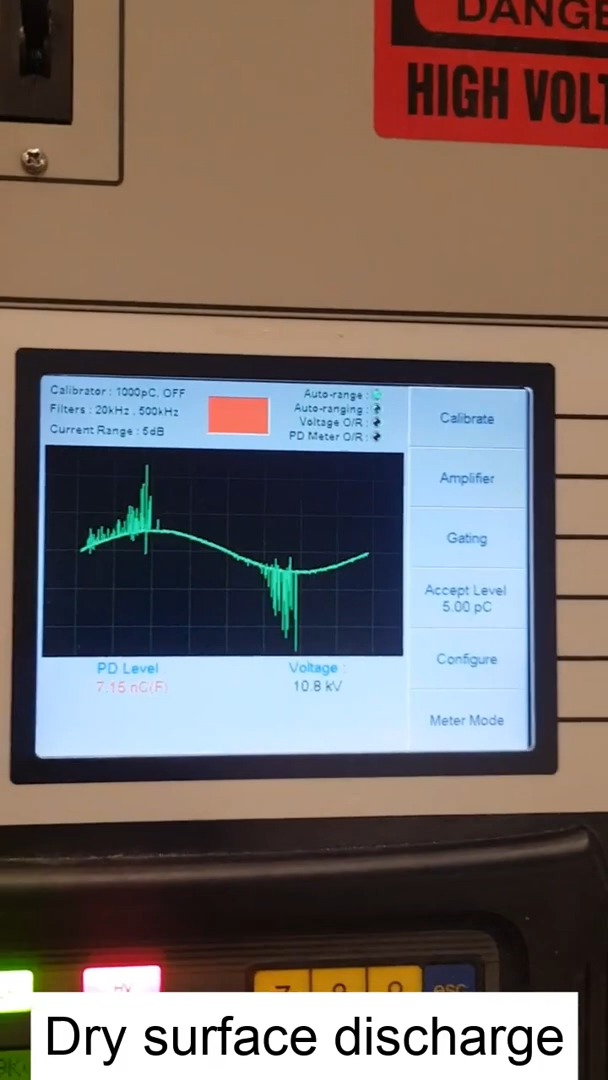 DANGE
HIGH VOLT
Calibrator : 1000pC. OFF
Filters : 20kHz . 500kHz
Current Range : 5dB
Auto-range :
Auto-ranging :
Voltage O/R :
PD Meter O/R :
Calibrate
Amplifier
Gating
Accept Level
5.00 pC
Configure
Meter Mode
PD Level
7.15 nC(F)
Voltage :
10.8 kV
esc
Dry surface discharge